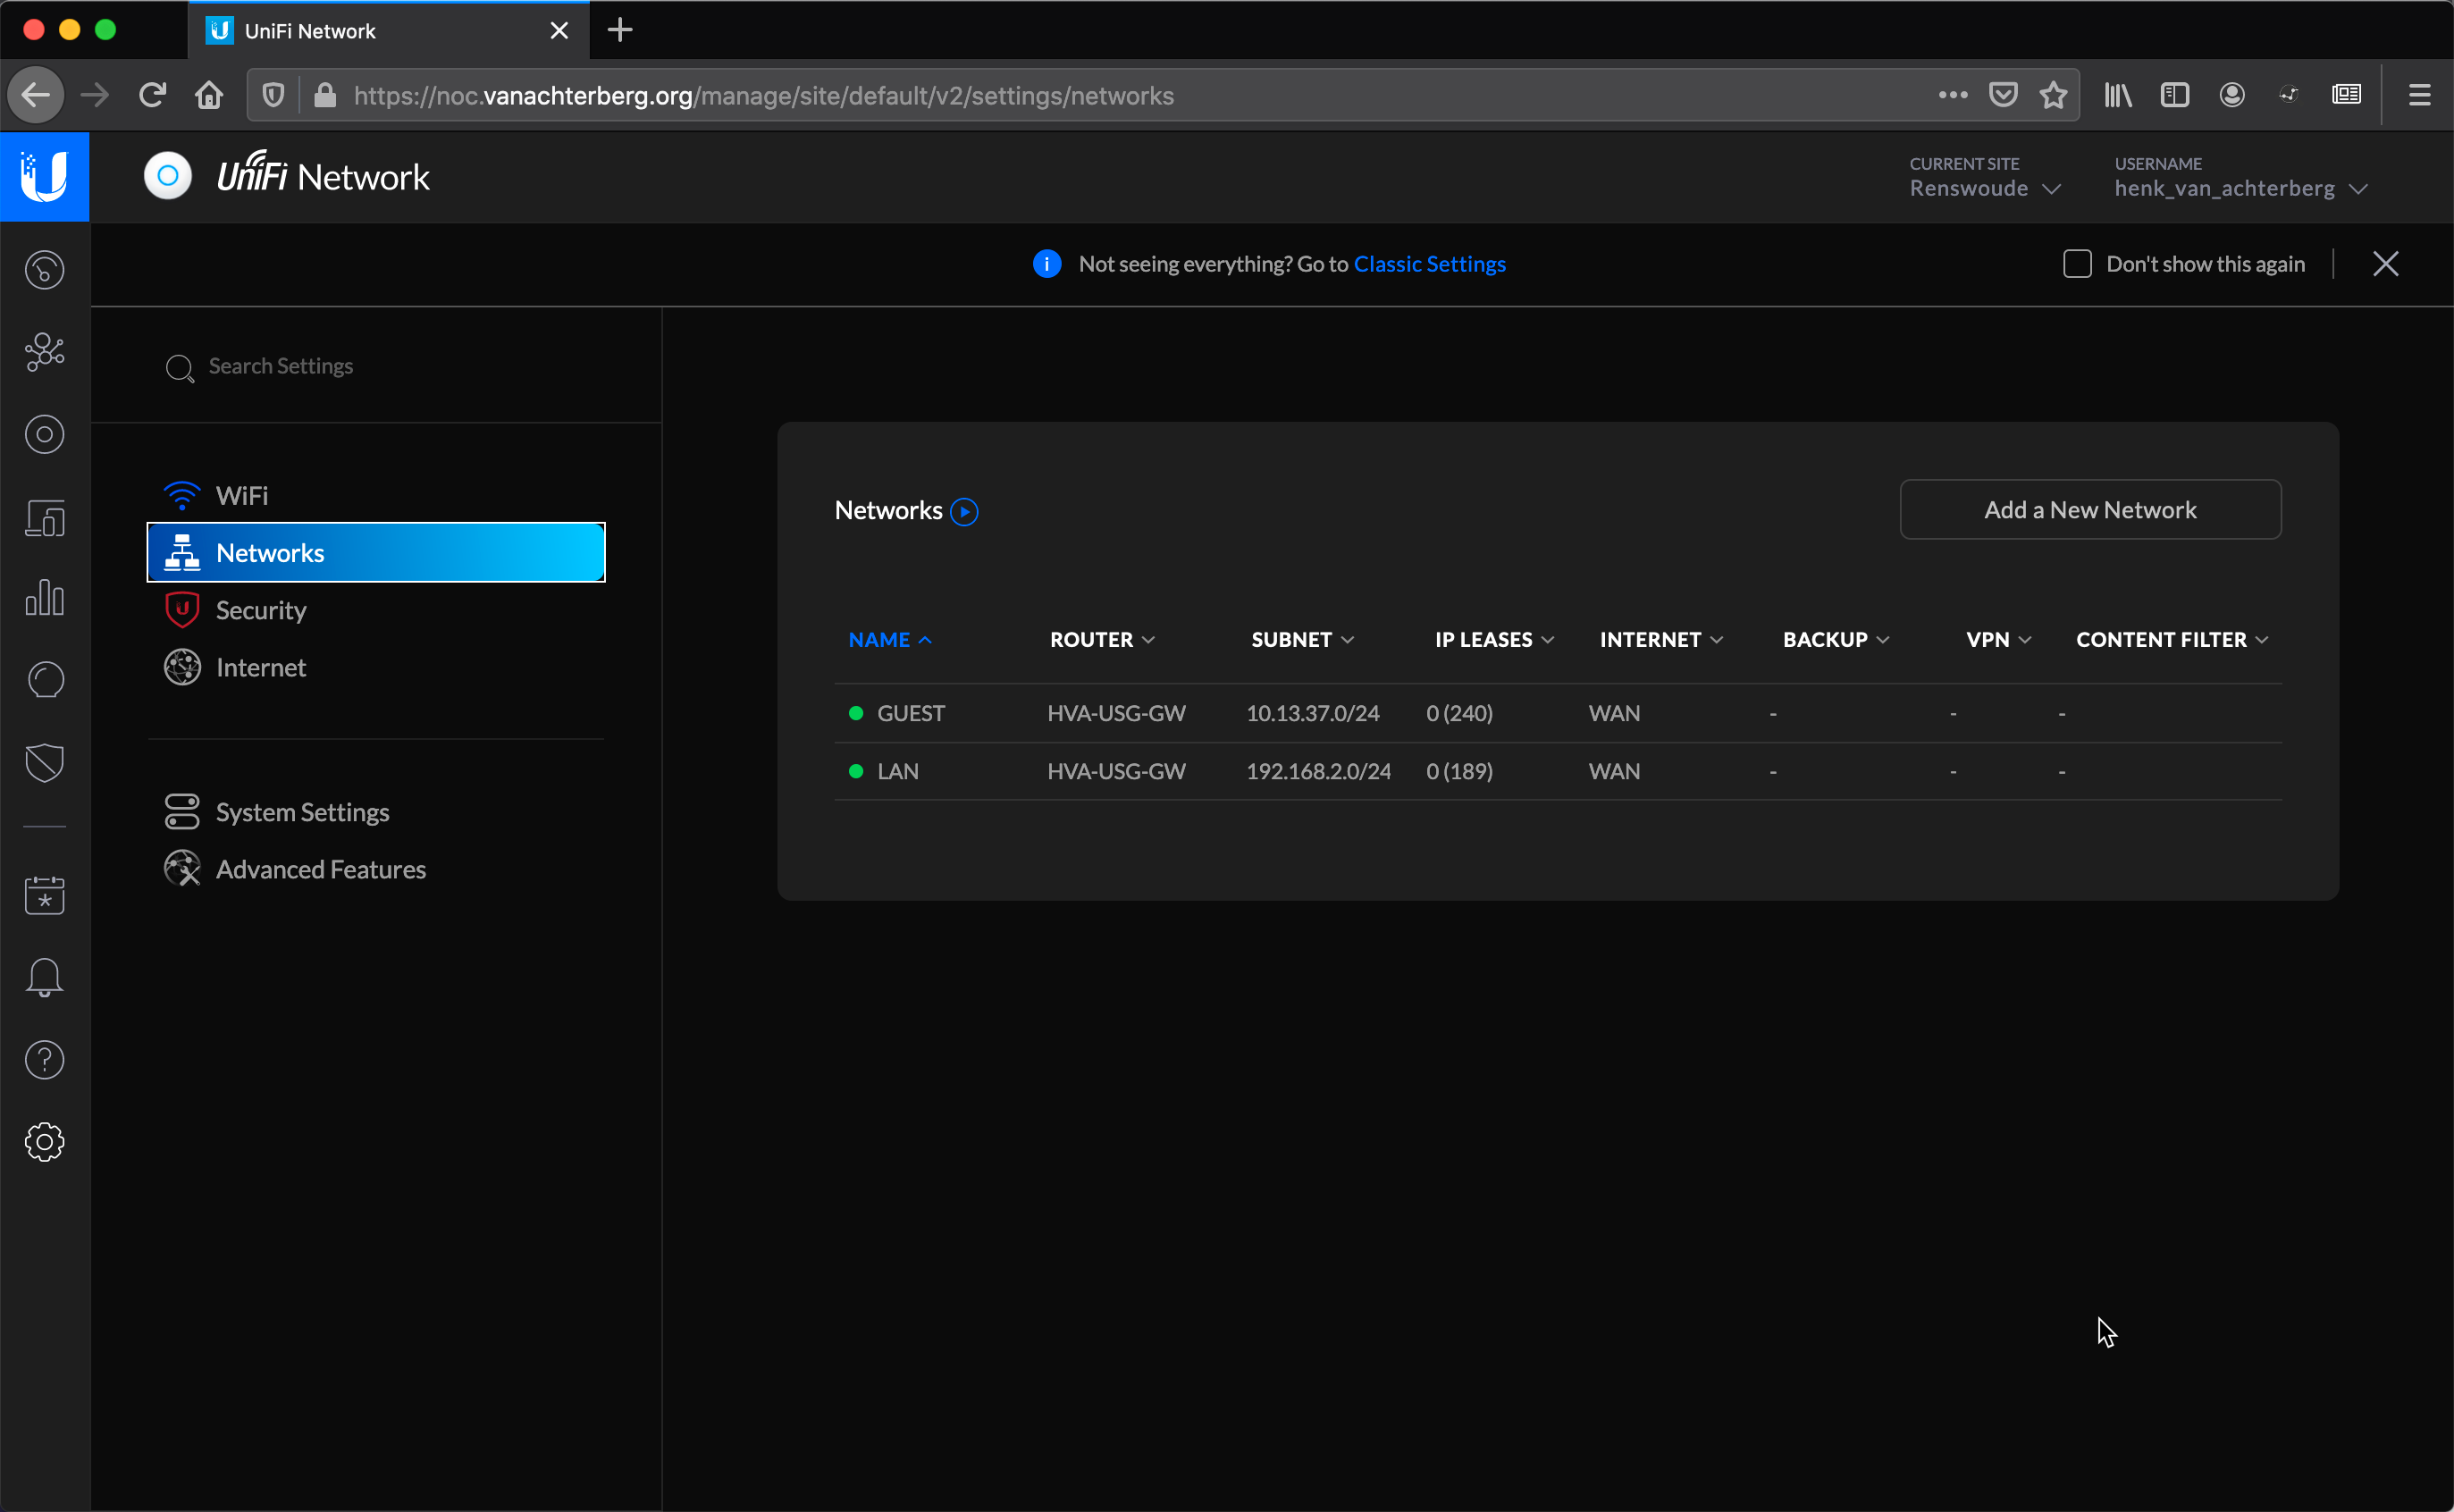 UniFi Network
https://noc.vanachterberg.org/manage/site/default/v2/settings/networks
UniFi Network
CURRENT SITE
Renswoude
USERNAME
henk_van_achterberg
Not seeing everything? Go to Classic Settings
Don't show this again
Search Settings
WiFi
Networks
Security
Internet
System Settings
Advanced Features
Networks
Add a New Network
NAME ROUTER SUBNET IP LEASES INTERNET BACKUP VPN CONTENT FILTER
GUEST HVA-USG-GW 10.13.37.0/24 0 (240) WAN - - -
LAN HVA-USG-GW 192.168.2.0/24 0 (189) WAN - - -